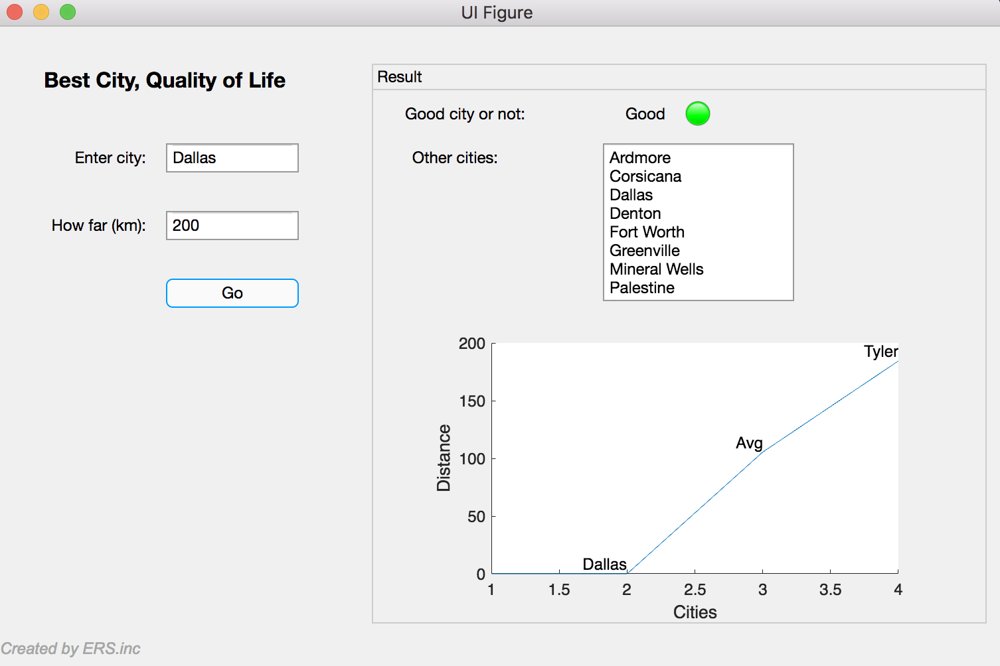 UI Figure
Best City, Quality of Life
Enter city:
Dallas
How far (km):
200
Go
Result
Good city or not:
Good
Other cities:
Ardmore
Corsicana
Dallas
Denton
Fort Worth
Greenville
Mineral Wells
Palestine
200
150
100
50
0
Distance
Tyler
Avg
Dallas
1
1.5
2
2.5
3
3.5
4
Cities
Created by ERS.inc